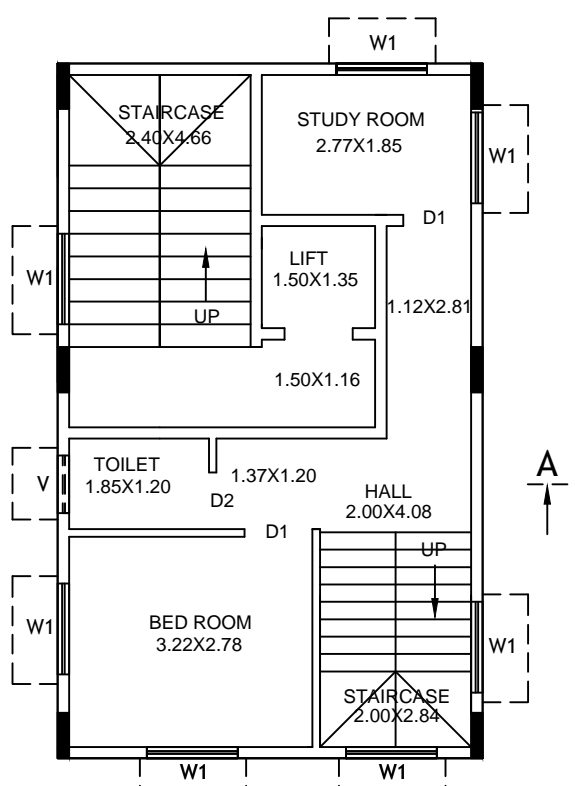 W1
STAIRCASE
2.40X4.66
STUDY ROOM
2.77X1.85
W1
D1
LIFT
1.50X1.35
W1
UP
1.12X2.81
1.50X1.16
TOILET
1.85X1.20
V
1.37X1.20
D2
HALL
2.00X4.08
A
D1
UP
BED ROOM
3.22X2.78
W1
W1
STAIRCASE
2.00X2.84
W1
W1